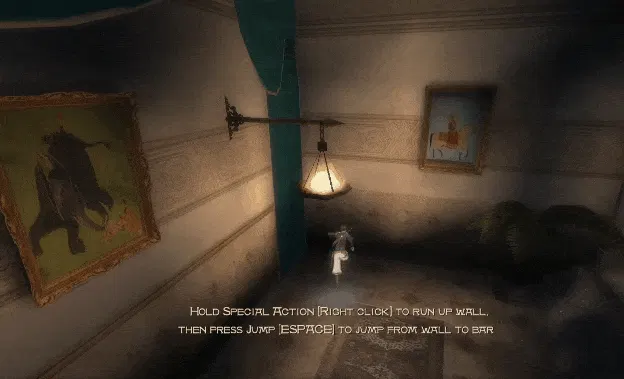 Hold Special Action [Right click] to run up wall,
then press Jump [ESPACE] to jump from wall to bar